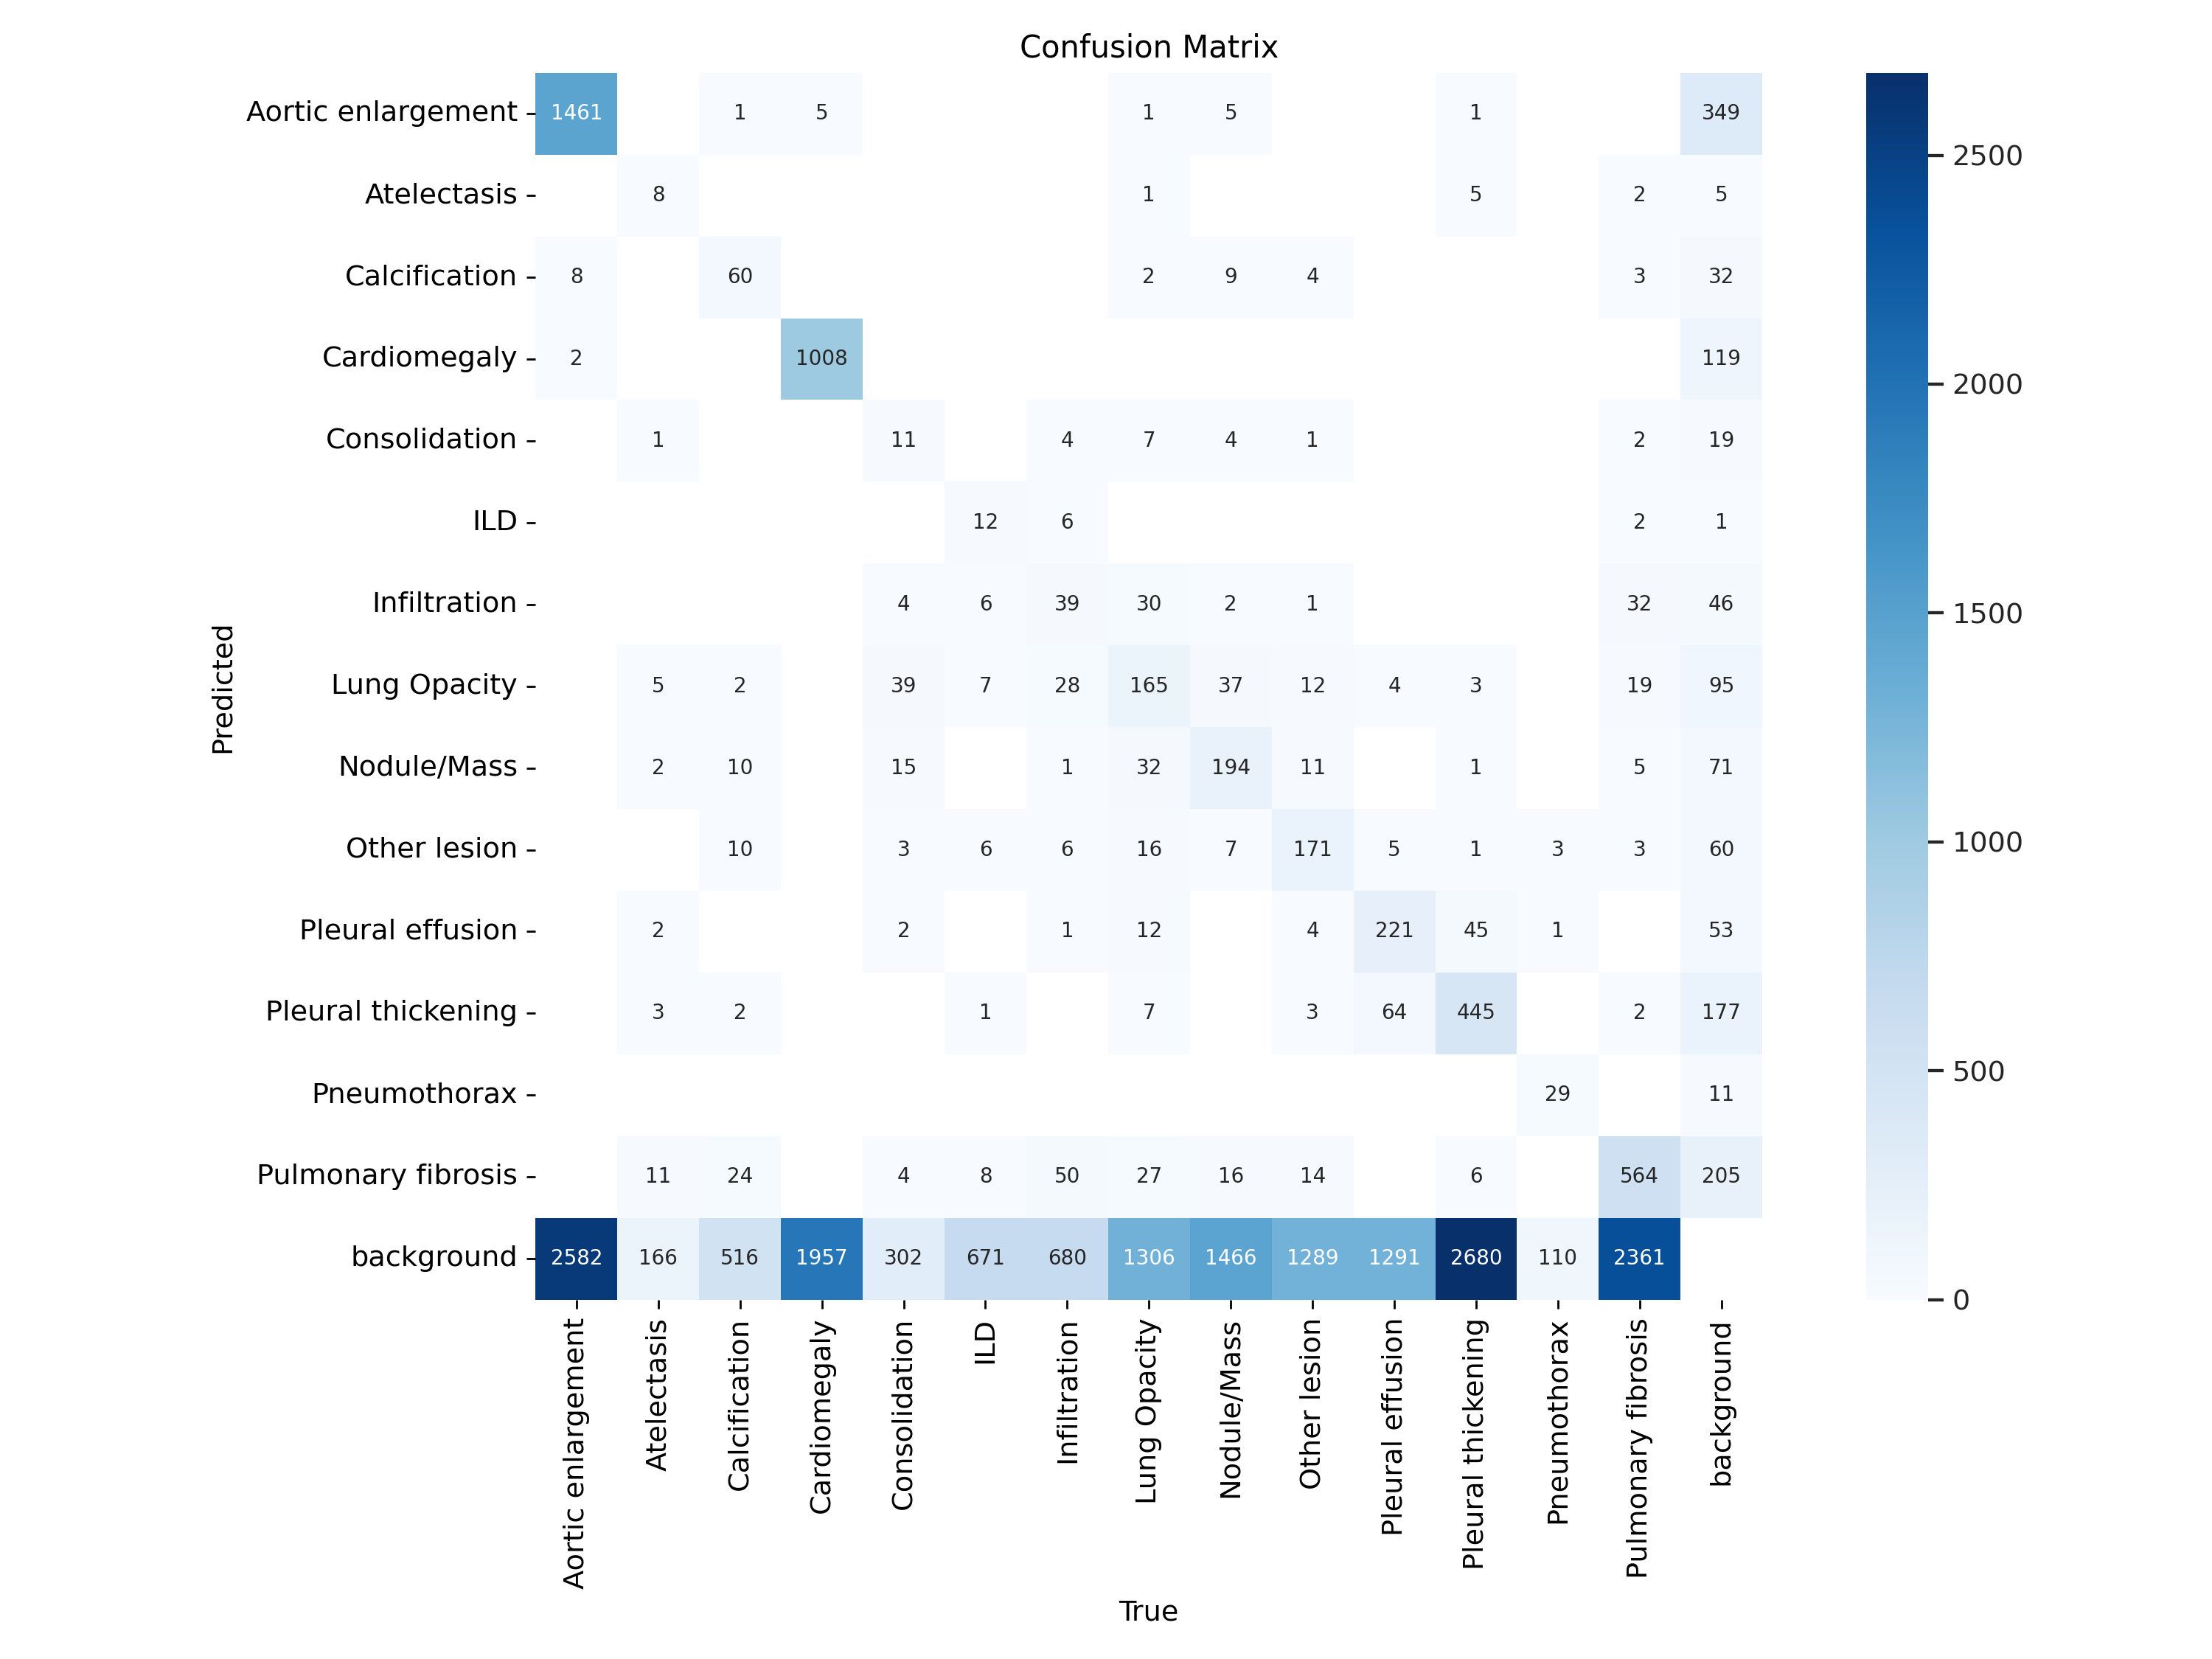 Confusion Matrix
Aortic enlargement 1461 1 5 1 5 1 349
Atelectasis 8 1 5 2 5
Calcification 8 60 2 9 4 3 32
Cardiomegaly 2 1008 119
Consolidation 1 11 4 7 4 1 2 19
ILD 12 6 2 1
Infiltration 4 6 39 30 2 1 32 46
Lung Opacity 5 2 39 7 28 165 37 12 4 3 19 95
Nodule/Mass 2 10 15 1 32 194 11 1 5 71
Other lesion 10 3 6 6 16 7 171 5 1 3 3 60
Pleural effusion 2 2 1 12 4 221 45 1 53
Pleural thickening 3 2 1 7 3 64 445 2 177
Pneumothorax 29 11
Pulmonary fibrosis 11 24 4 8 50 27 16 14 6 564 205
background 2582 166 516 1957 302 671 680 1306 1466 1289 1291 2680 110 2361
Predicted
Aortic enlargement
Atelectasis
Calcification
Cardiomegaly
Consolidation
ILD
Infiltration
Lung Opacity
Nodule/Mass
Other lesion
Pleural effusion
Pleural thickening
Pneumothorax
Pulmonary fibrosis
background
True
2500
2000
1500
1000
500
0